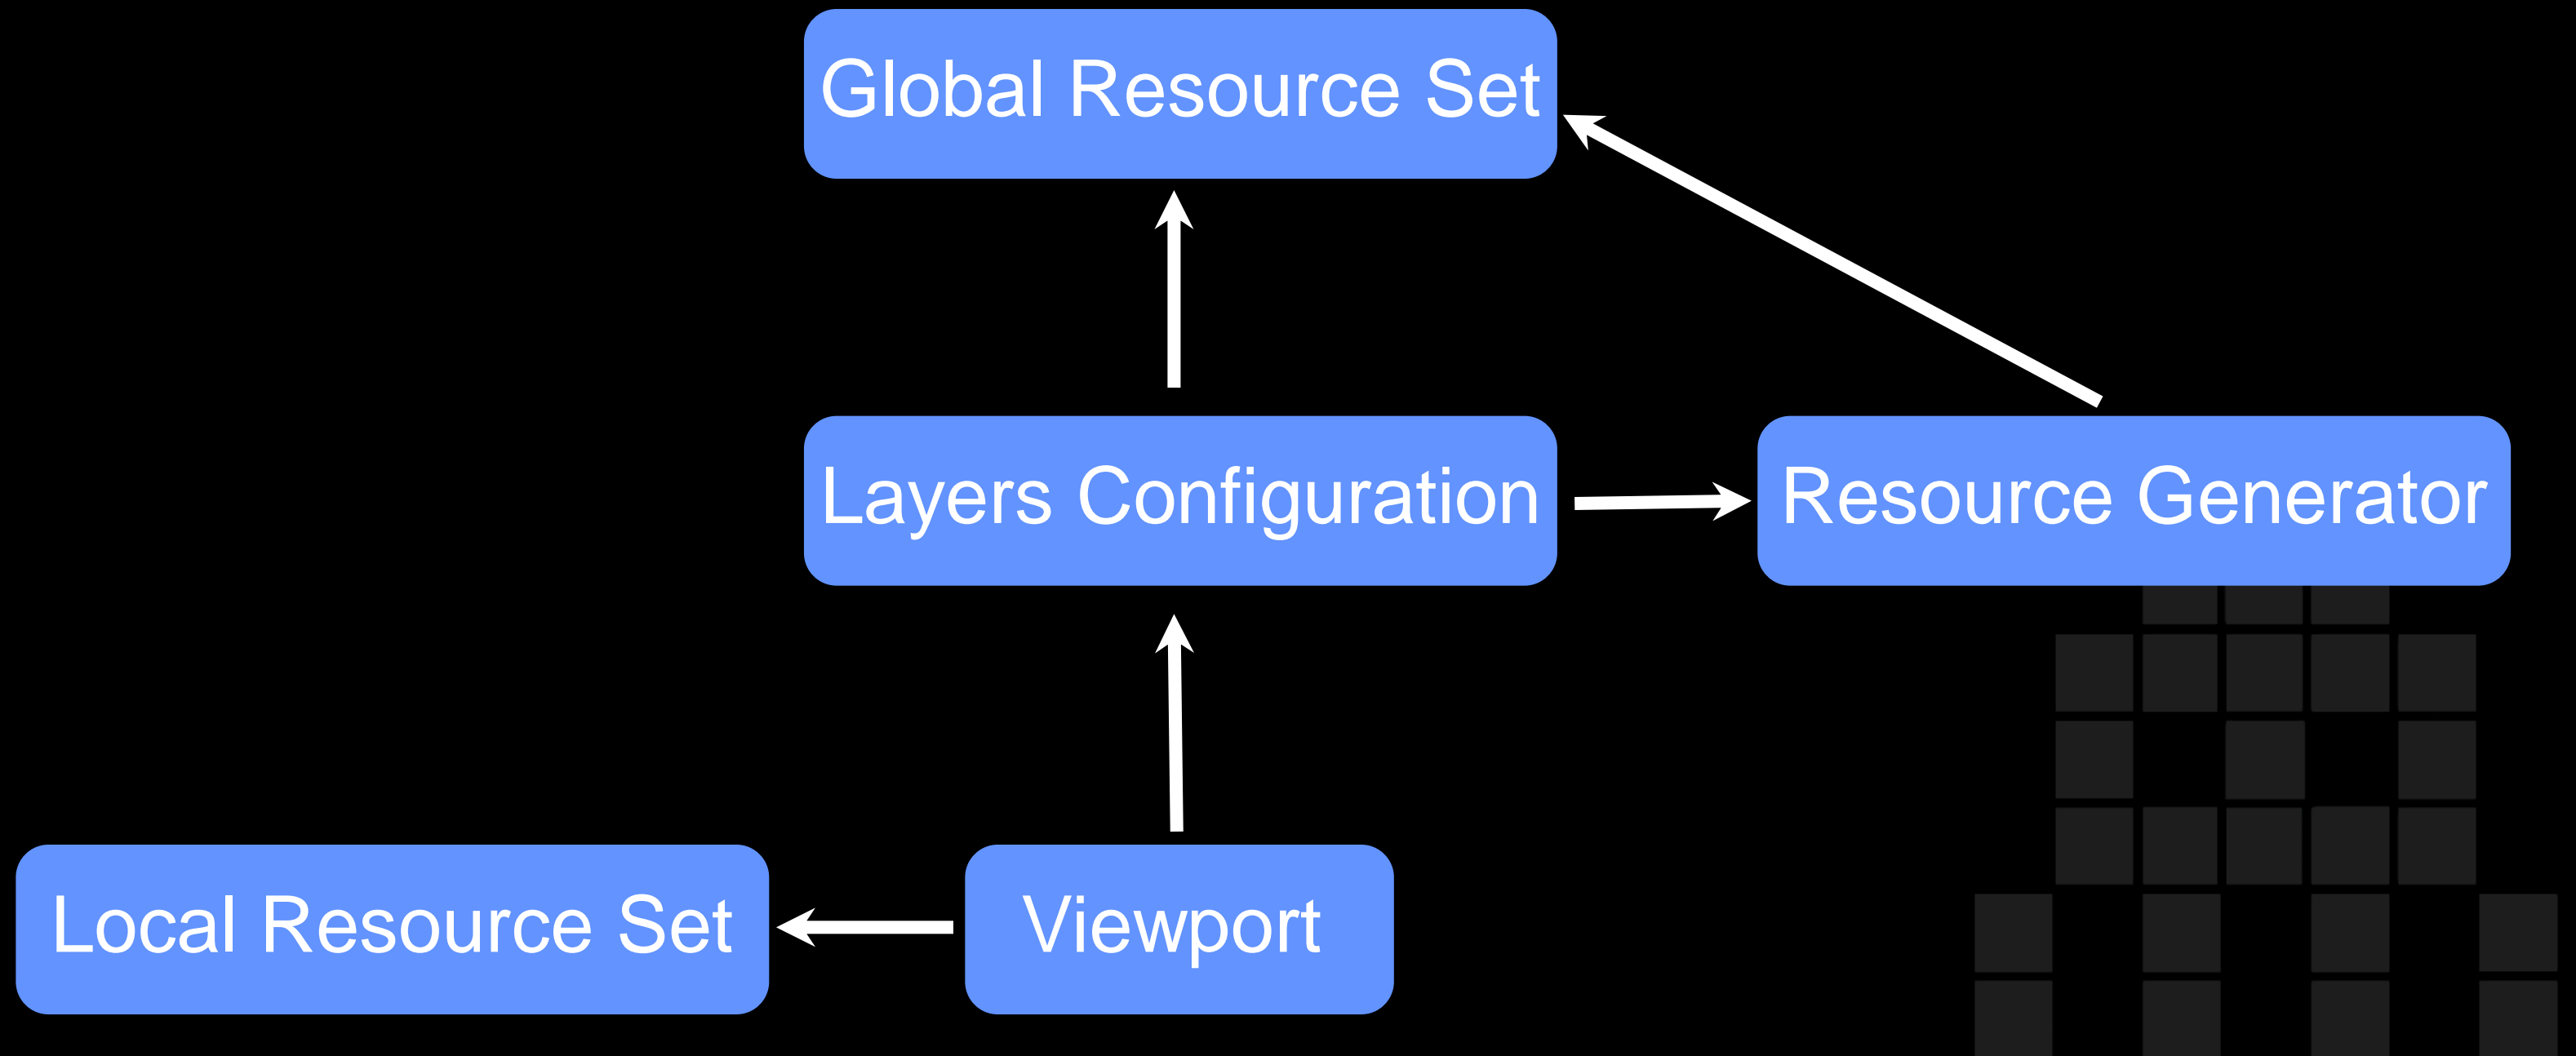 Global Resource Set
Layers Configuration
Resource Generator
Local Resource Set
Viewport